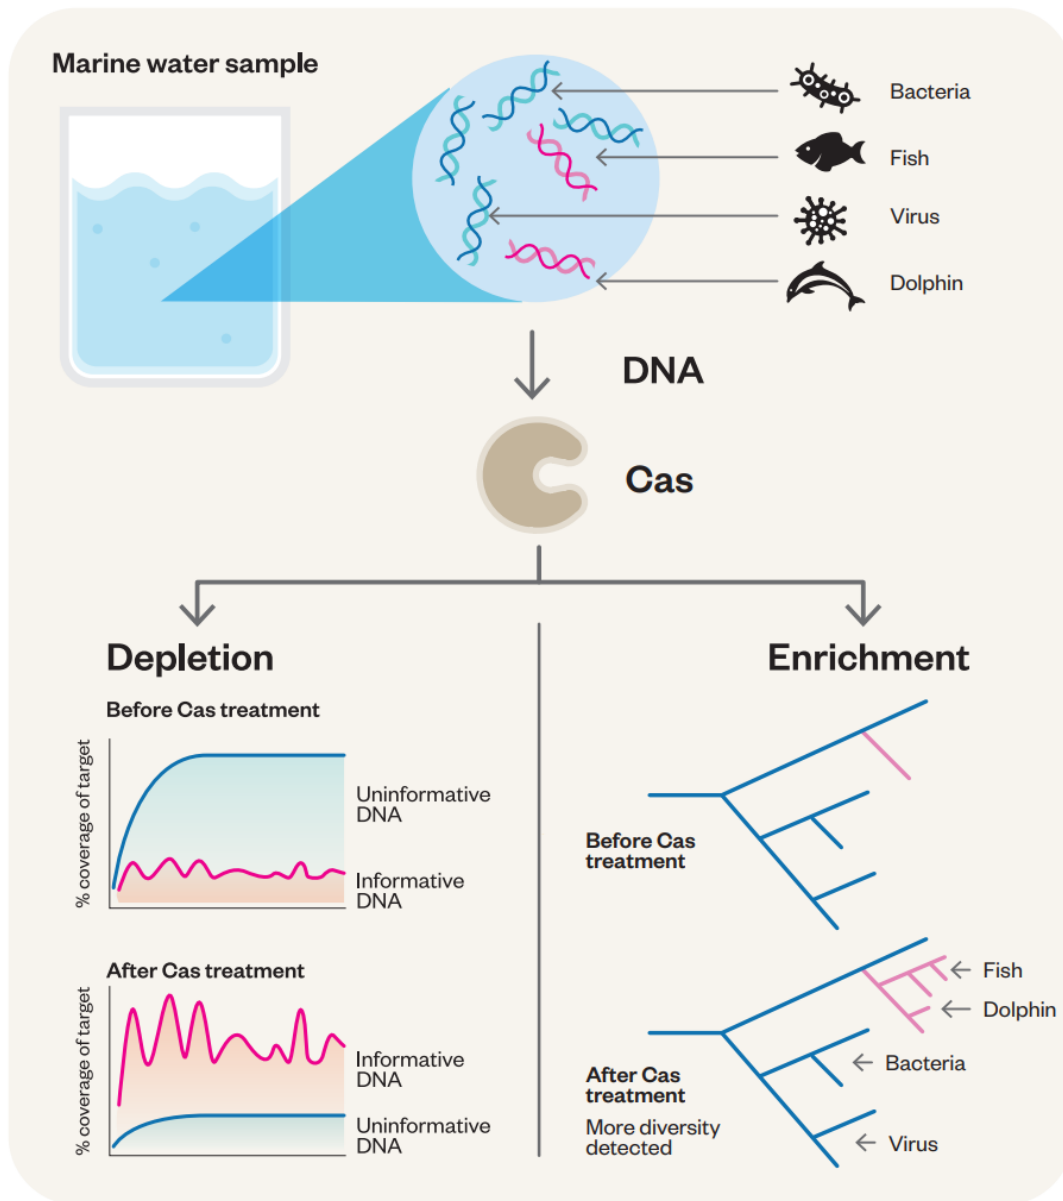 Marine water sample
Bacteria
Fish
Virus
Dolphin
DNA
Cas
Depletion
Before Cas treatment
% coverage of target
Uninformative
DNA
Informative
DNA
After Cas treatment
% coverage of target
Informative
DNA
Uninformative
DNA
Enrichment
Before Cas
treatment
After Cas
treatment
More diversity
detected
Fish
Dolphin
Bacteria
Virus